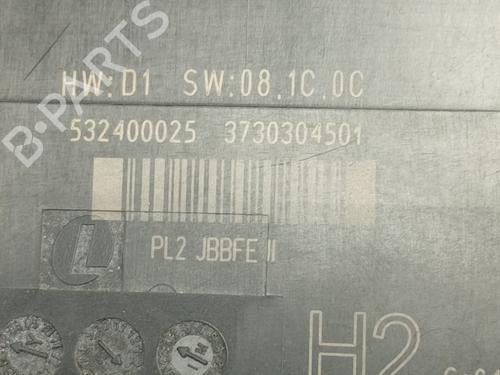 HW:D1 SW:08.1C.0C
532400025 3730304501
B-PARTS
L PL2 JBBFE II
H2